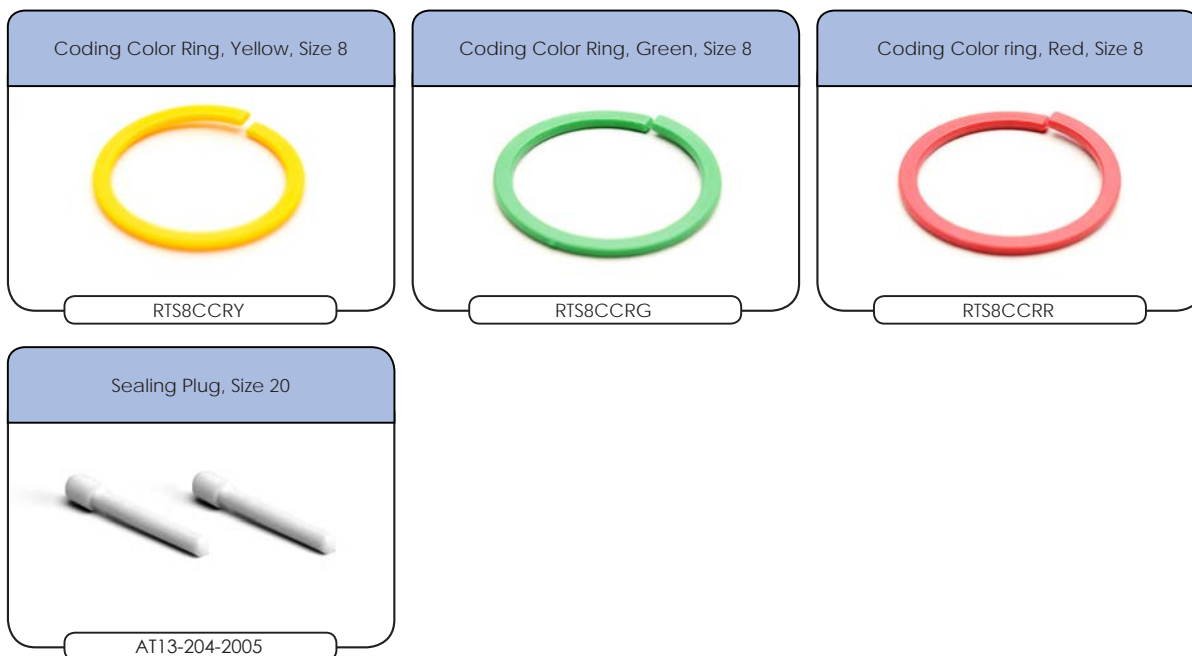 Coding Color Ring, Yellow, Size 8
Coding Color Ring, Green, Size 8
Coding Color ring, Red, Size 8
RTS8CCRY
RTS8CCRG
RTS8CCRR
Sealing Plug, Size 20
AT13-204-2005